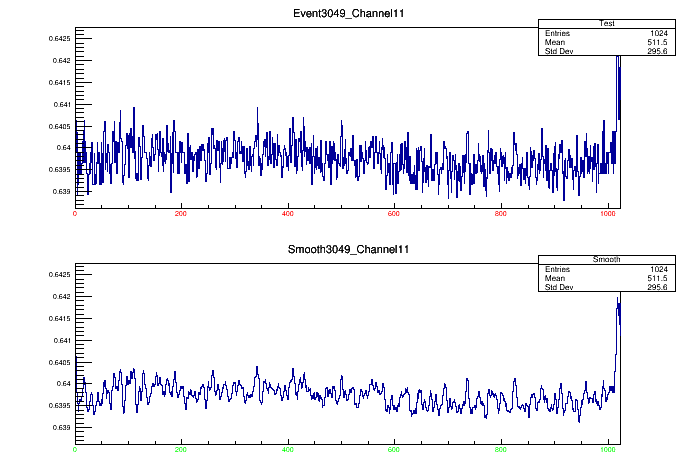 Event3049_Channel11
Test
Entries 1024
Mean 511.5
Std Dev 295.6
0.6425
0.642
0.6415
0.641
0.6405
0.64
0.6395
0.639
0 200 400 600 800 1000
Smooth3049_Channel11
Smooth
Entries 1024
Mean 511.5
Std Dev 295.6
0.6425
0.642
0.6415
0.641
0.6405
0.64
0.6395
0.639
0 200 400 600 800 1000